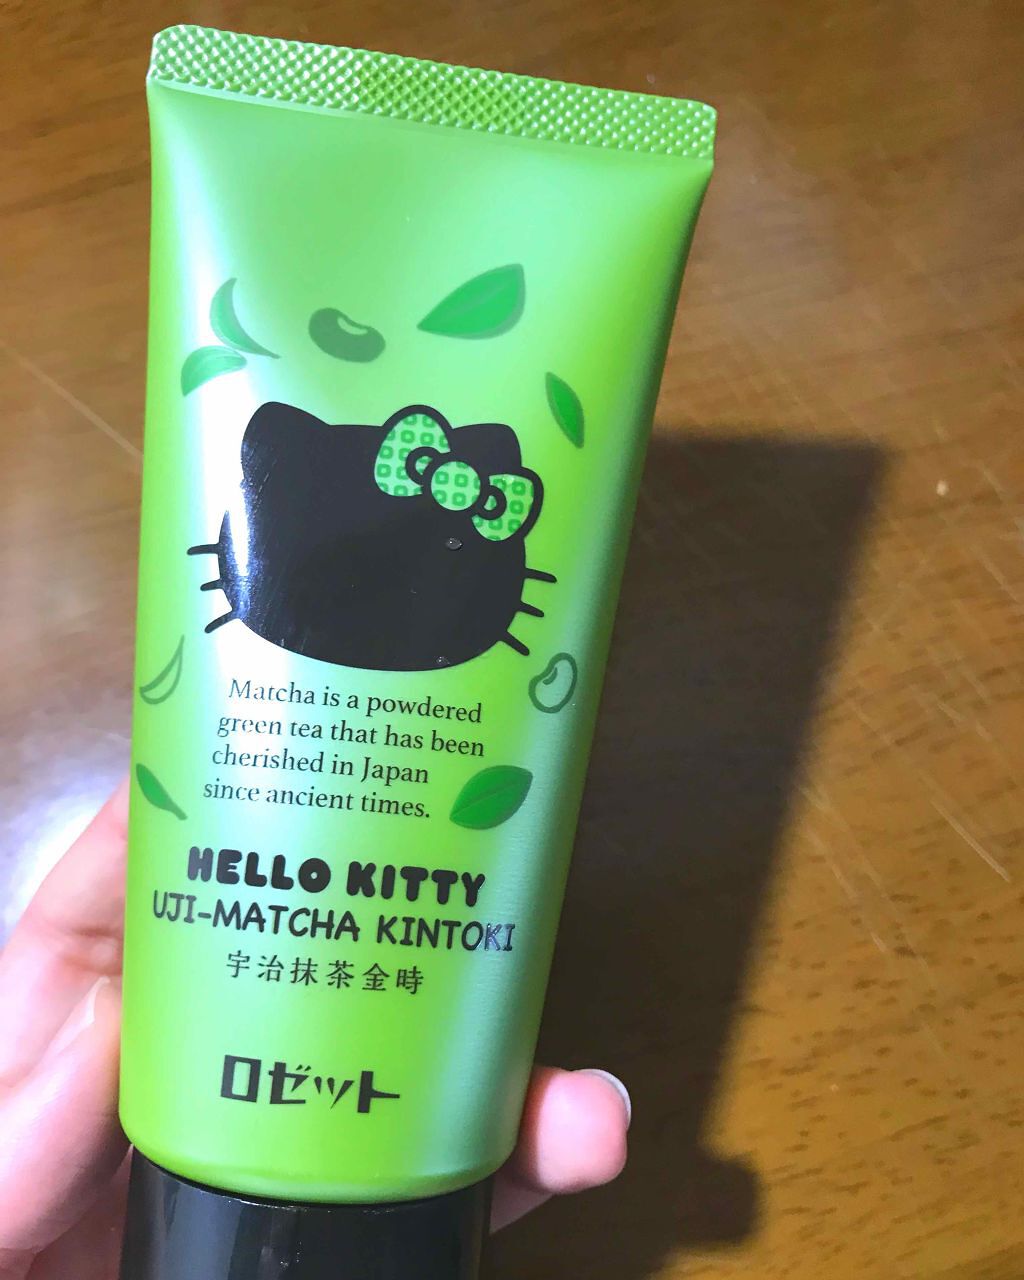 Matcha is a powdered
green tea that has been
cherished in Japan
since ancient times.
HELLO KITTY
UJI-MATCHA KINTOKI
宇治抹茶金時
ロゼット